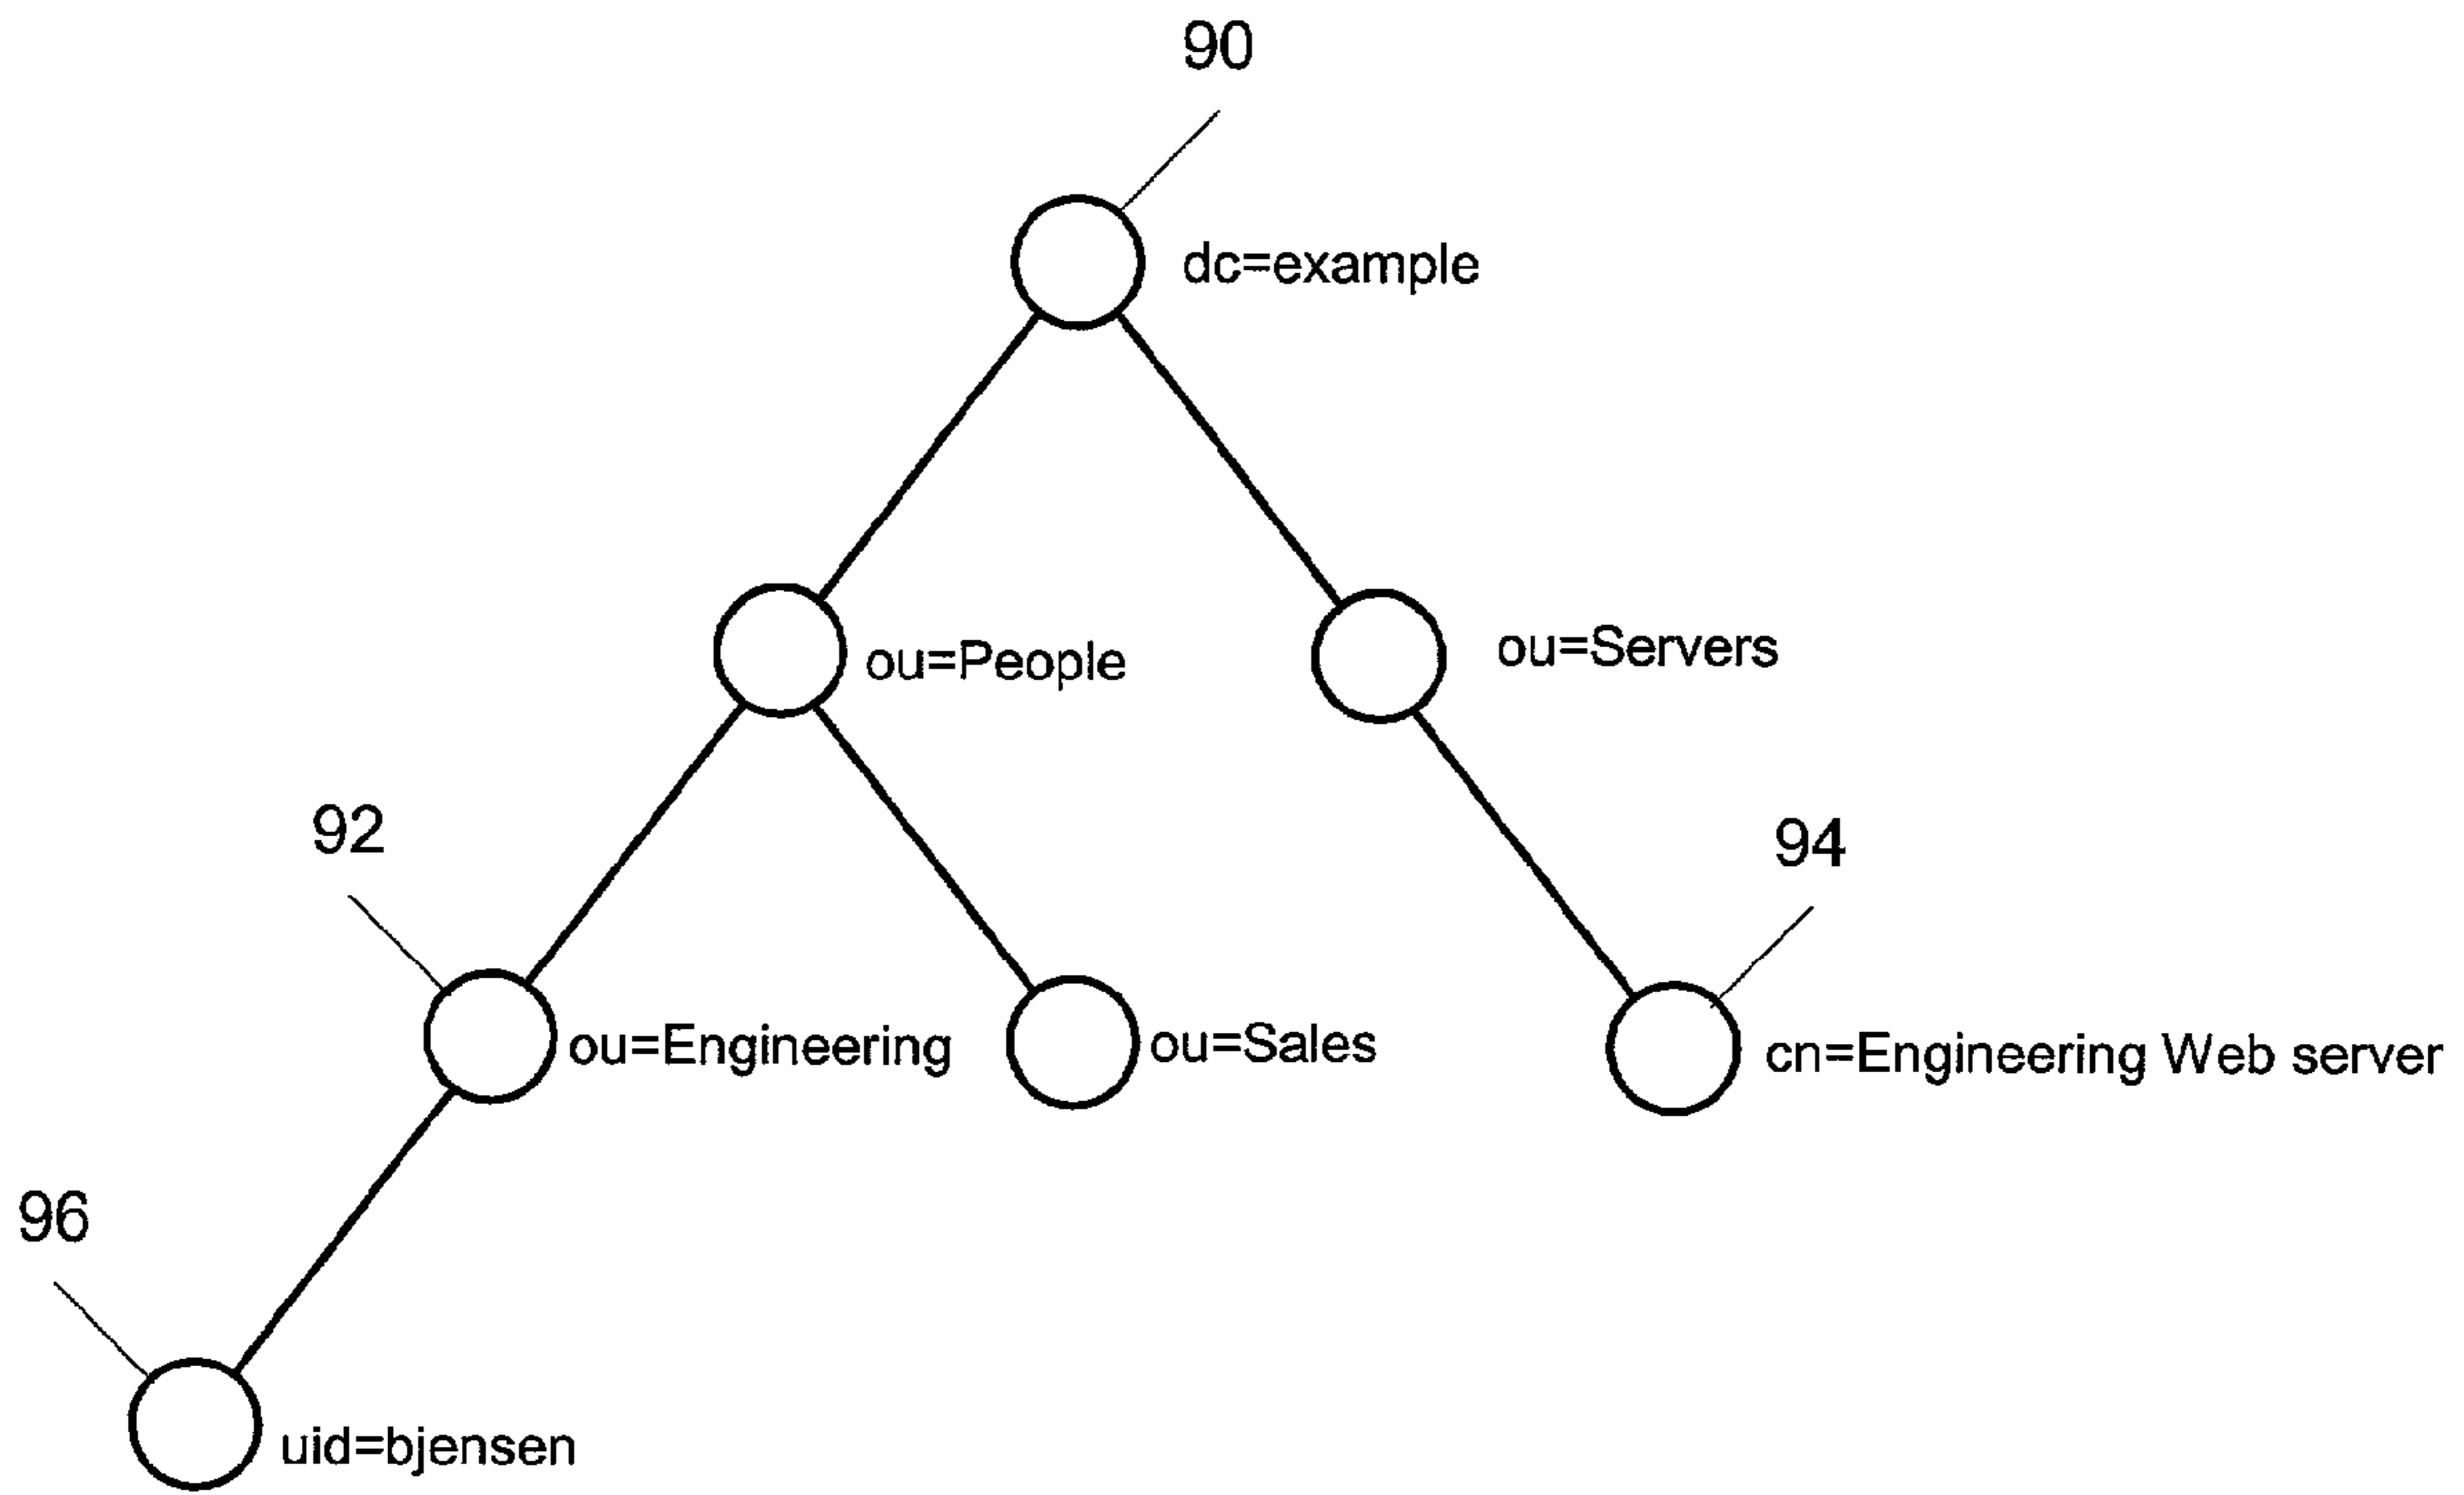 90
dc=example
ou=People
ou=Servers
92
94
ou=Engineering
ou=Sales
cn=Engineering Web server
96
uid=bjensen